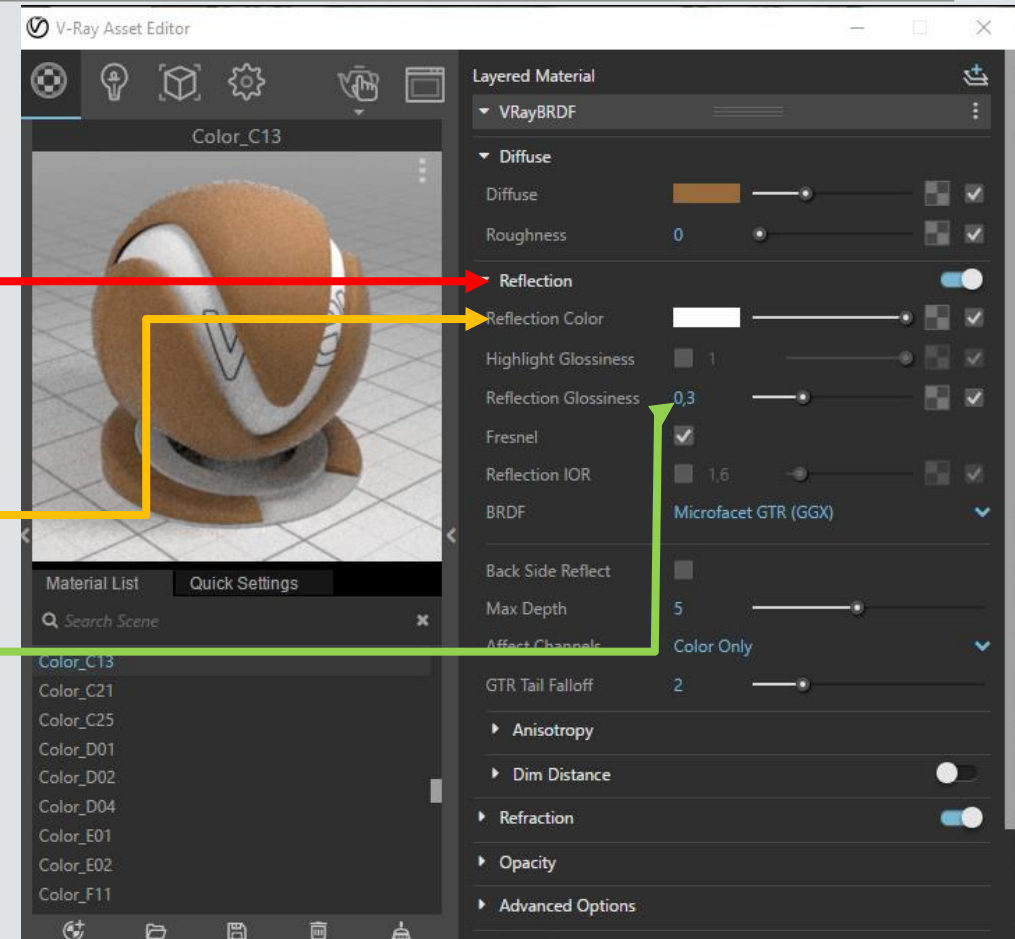 V-Ray Asset Editor
Color_C13
Material List
Quick Settings
Search Scene
Color_C13
Color_C21
Color_C25
Color_D01
Color_D02
Color_D04
Color_E01
Color_E02
Color_F11
Layered Material
VRayBRDF
Diffuse
Diffuse
Roughness 0
Reflection
Reflection Color
Highlight Glossiness 1
Reflection Glossiness 0,3
Fresnel
Reflection IOR 1,6
BRDF Microfacet GTR (GGX)
Back Side Reflect
Max Depth 5
Affect Channels Color Only
GTR Tail Falloff 2
Anisotropy
Dim Distance
Refraction
Opacity
Advanced Options